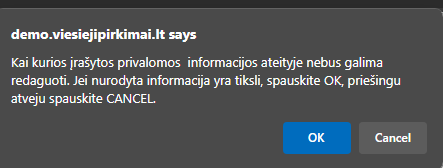 demo.viesiejipirkimai.lt says
Kai kurios įrašytos privalomos  informacijos ateityje nebus galima
redaguoti. Jei nurodyta informacija yra tiksli, spauskite OK, priešingu
atveju spauskite CANCEL.
OK
Cancel